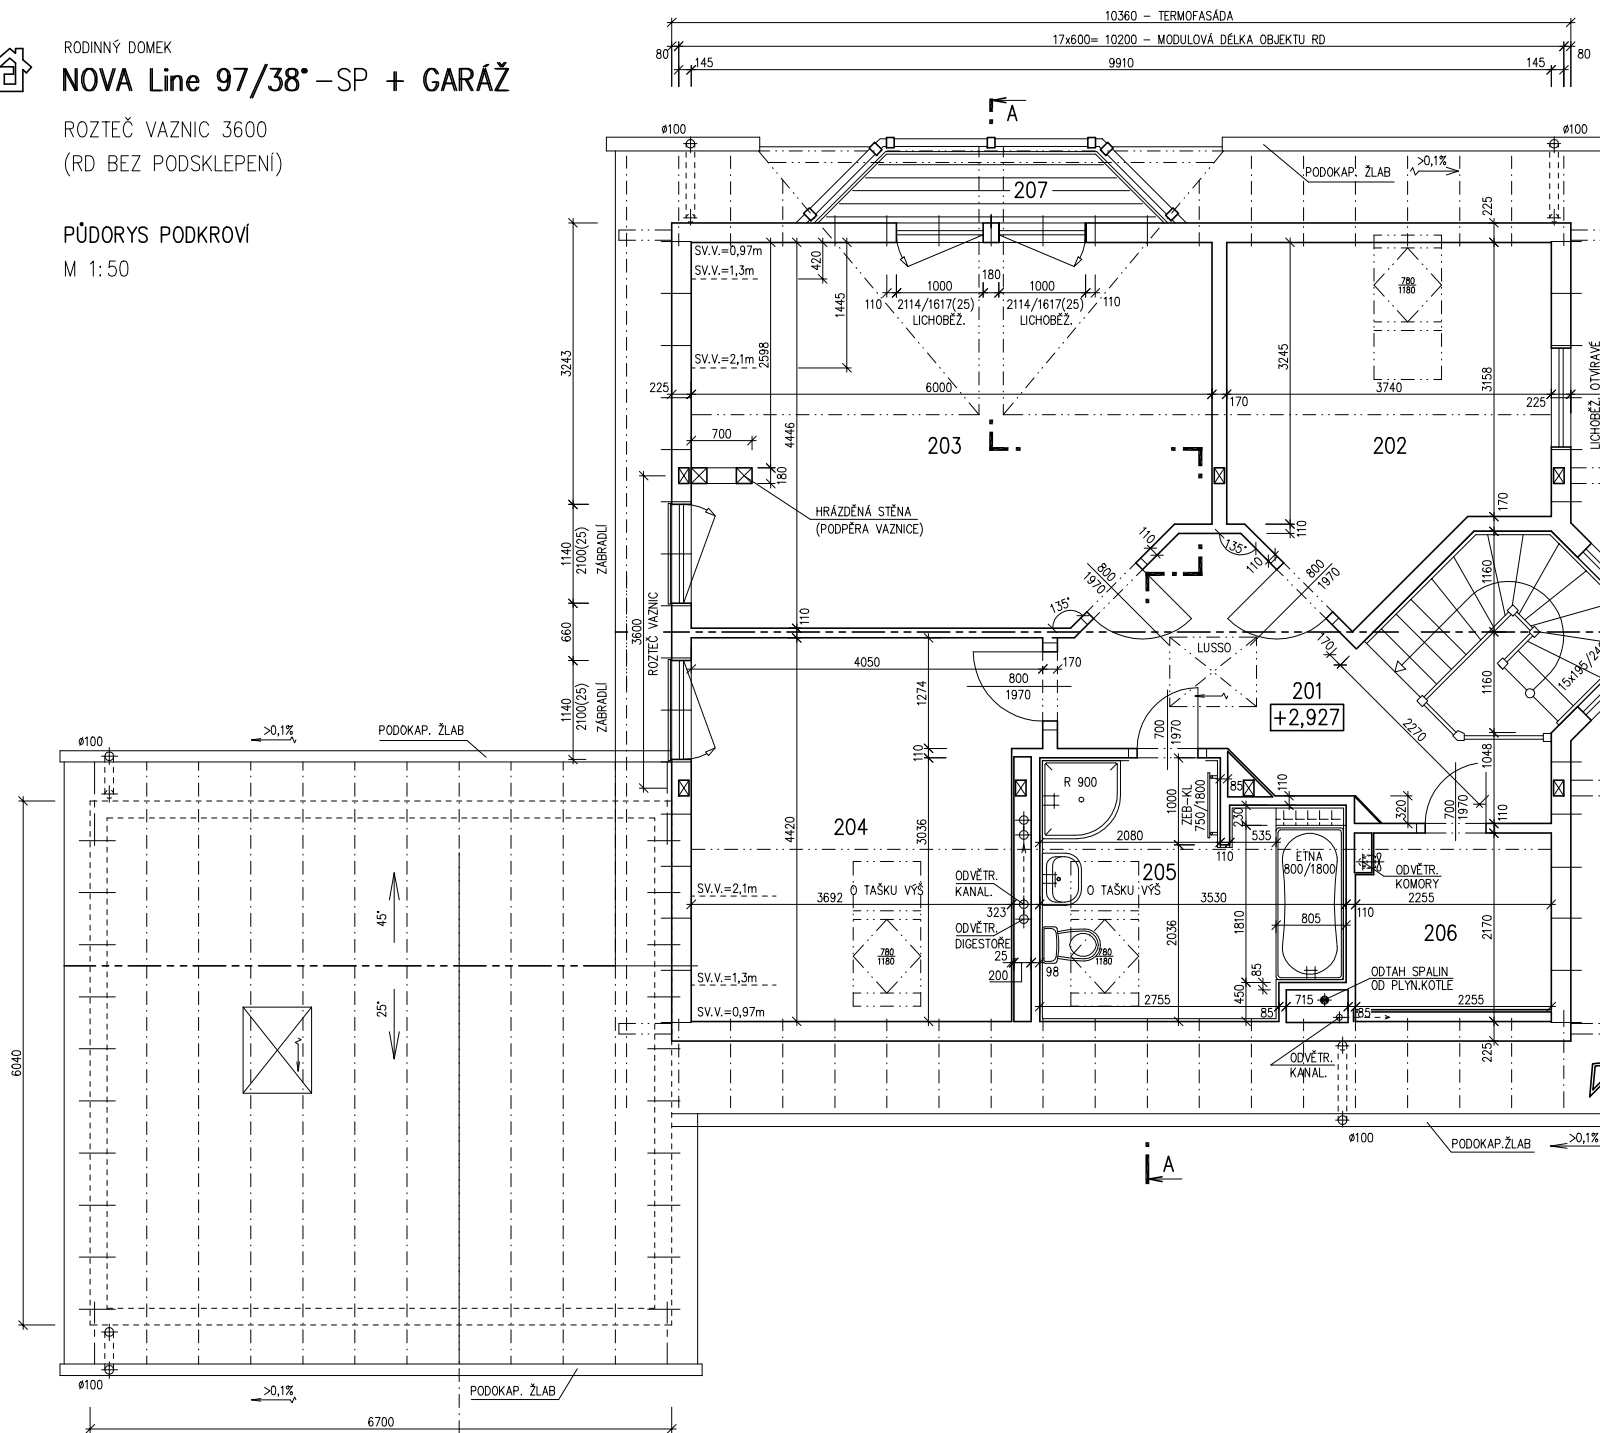 RODINNÝ DOMEK
NOVA Line 97/38°-SP + GARÁŽ
ROZTEČ VAZNIC 3600
(RD BEZ PODSKLEPENÍ)
PŮDORYS PODKROVÍ
M 1:50
10360 - TERMOFASÁDA
17x600= 10200 - MODULOVÁ DÉLKA OBJEKTU RD
80
80
145
9910
145
A
ø100
ø100
PODOKAP. ŽLAB
>0,1%
207
225
SV.V.=0,97m
SV.V.=1,3m
SV.V.=2,1m
420
1445
2598
4446
180
110
1000
1000
110
2114/1617(25)
2114/1617(25)
LICHOBĚŽ.
LICHOBĚŽ.
780
1180
3245
3158
LICHOBĚŽ. OTVÍRAVÉ
3243
225
6000
170
3740
225
203
202
700
180
HRÁZDĚNÁ STĚNA
(PODPĚRA VAZNICE)
170
110
1140
2100(25)
ZÁBRADLÍ
660
1140
2100(25)
ZÁBRADLÍ
3600
ROZTEČ VAZNIC
110
135°
110
135°
110
800
1970
800
1970
1160
1160
15x195/24
170
2270
1048
LUSSO
201
+2,927
4050
170
800
1970
1274
110
700
1970
700
1970
320
110
110
R 900
1000
ZEB-KL
750/1800
85
230
2080
110
535
ETNA
800/1800
204
4420
3036
205
206
SV.V.=2,1m
O TAŠKU VÝŠ
O TAŠKU VÝŠ
ODVĚTR.
KANAL.
ODVĚTR.
KOMORY
3692
323
3530
110
2255
ODVĚTR.
DIGESTOŘE
25
200
98
2036
1810
805
2170
780
1180
780
1180
SV.V.=1,3m
SV.V.=0,97m
85
450
ODTAH SPALIN
OD PLYN.KOTLE
2755
85
715
85
2255
225
ODVĚTR.
KANAL.
ø100
PODOKAP.ŽLAB
>0,1%
A
ø100
>0,1%
PODOKAP. ŽLAB
45°
25°
6040
ø100
>0,1%
PODOKAP. ŽLAB
6700